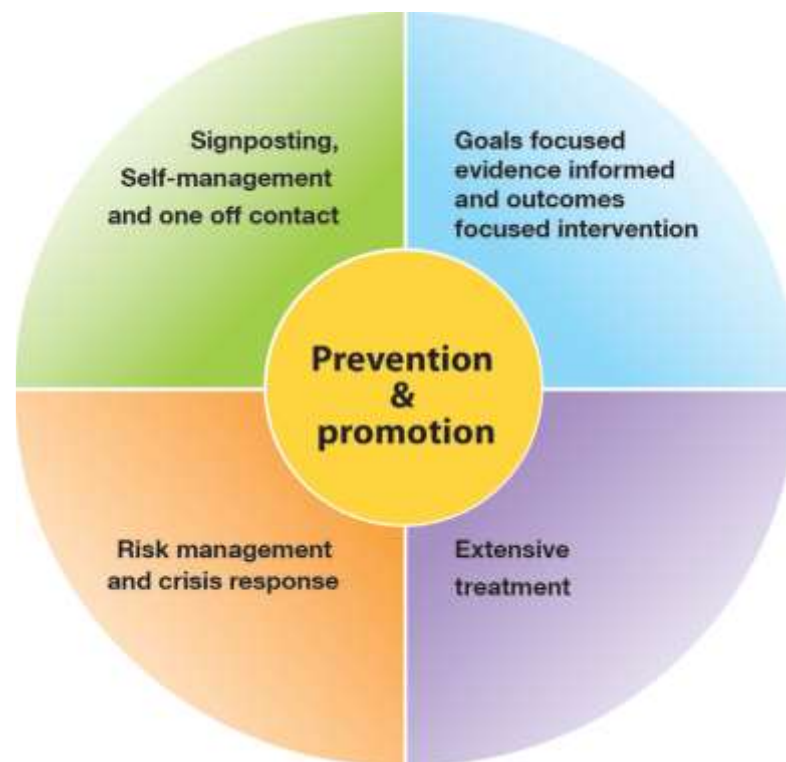 Signposting,
Self-management
and one off contact
Goals focused
evidence informed
and outcomes
focused intervention
Prevention
&
promotion
Risk management
and crisis response
Extensive
treatment